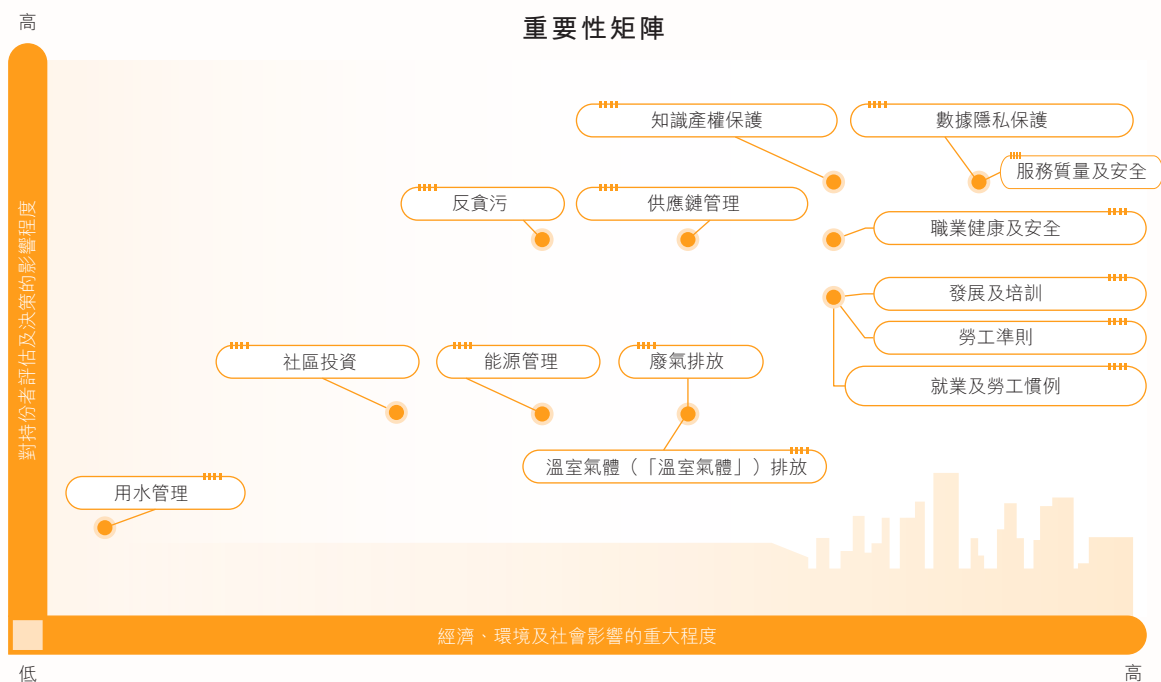 高
重要性矩陣
對持份者評估及決策的影響程度
知識產權保護
數據隱私保護
服務質量及安全
反貪污
供應鏈管理
職業健康及安全
發展及培訓
勞工準則
社區投資
能源管理
廢氣排放
就業及勞工慣例
溫室氣體（「溫室氣體」）排放
用水管理
經濟、環境及社會影響的重大程度
低
高